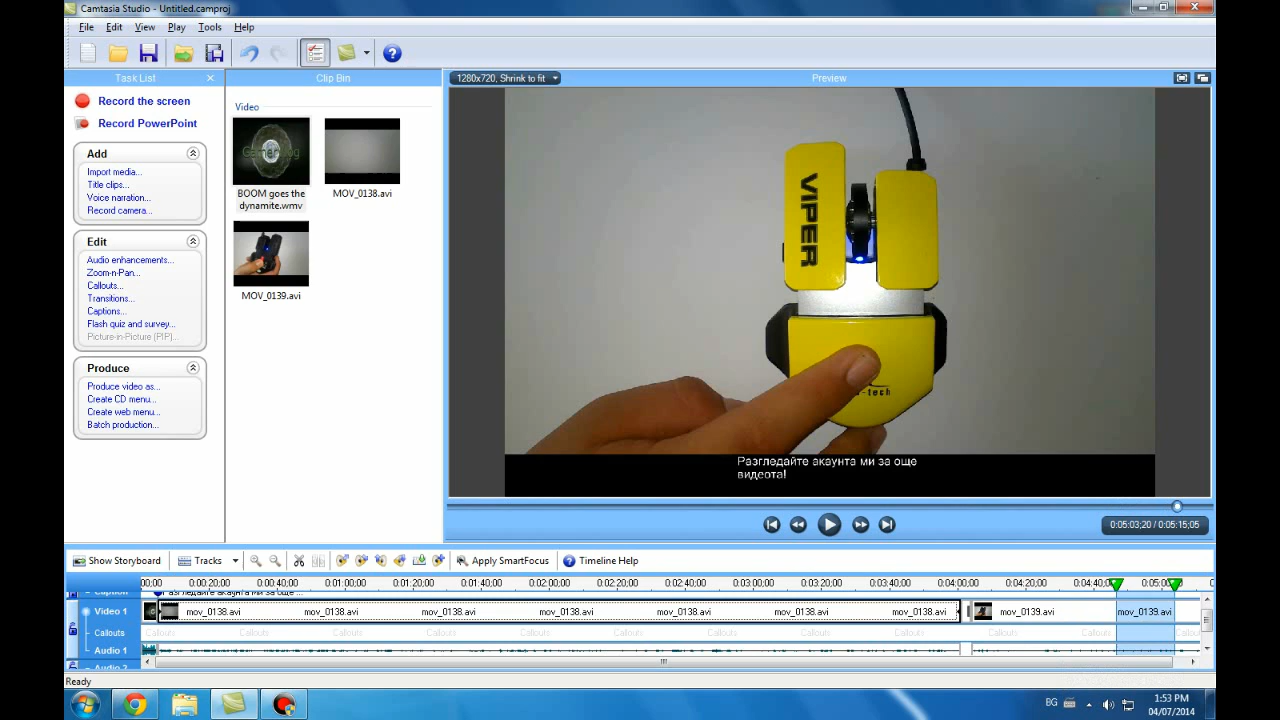 Camtasia Studio - Untitled.camproj
File Edit View Play Tools Help
Task List
Clip Bin
1280x720, Shrink to fit
Preview
Record the screen
Record PowerPoint
Add
Import media...
Title clips...
Voice narration...
Record camera...
Edit
Audio enhancements...
Zoom-n-Pan...
Callouts...
Transitions...
Captions...
Flash quiz and survey...
Picture-in-Picture (PIP)...
Produce
Produce video as...
Create CD menu...
Create web menu...
Batch production...
Video
BOOM goes the
dynamite.wmv
MOV_0138.avi
MOV_0139.avi
VIPER
-tech
Разгледайте акаунта ми за още
видеота!
0:05:03;20 / 0:05:15;05
Show Storyboard
Tracks
Apply SmartFocus
Timeline Help
00;00 0:00:20;00 0:00:40;00 0:01:00;00 0:01:20;00 0:01:40;00 0:02:00;00 0:02:20;00 0:02:40;00 0:03:00;00 0:03:20;00 0:03:40;00 0:04:00;00 0:04:20;00 0:04:40;00 0:05:00;00
Caption
Разгледайте акаунта ми за още ...
Video 1
mov_0138.avi mov_0138.avi mov_0138.avi mov_0138.avi mov_0138.avi mov_0138.avi mov_0138.avi mov_0139.avi mov_0139.avi
Callouts
Callouts Callouts Callouts Callouts Callouts Callouts Callouts Callouts Callouts Callouts Callouts Callouts
Audio 1
Audio 2
Ready
BG
1:53 PM
04/07/2014